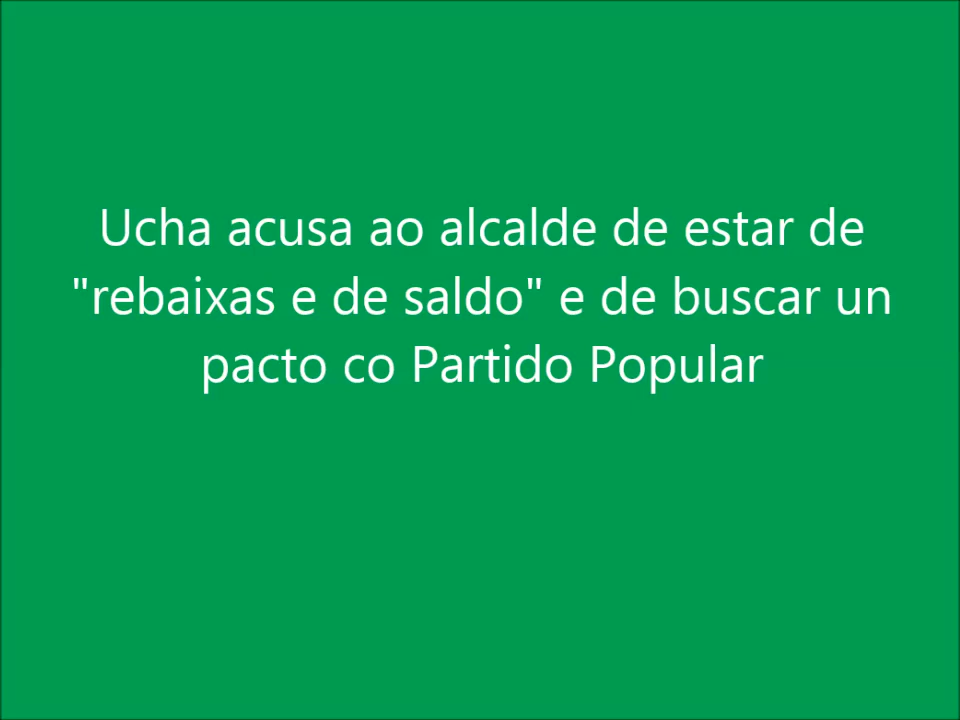 Ucha acusa ao alcalde de estar de
"rebaixas e de saldo" e de buscar un
pacto co Partido Popular